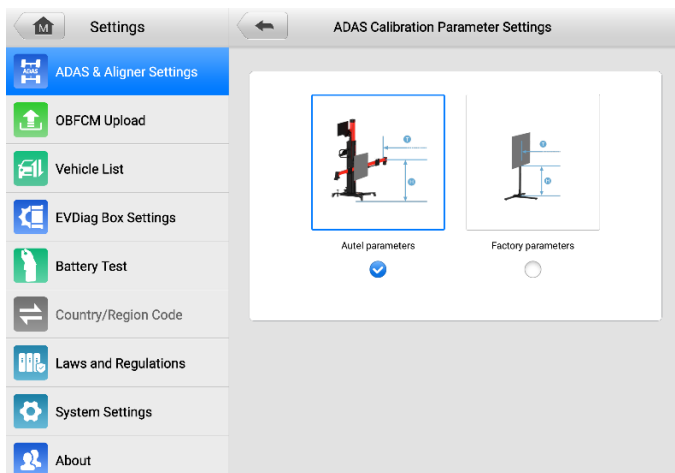 M
Settings
ADAS Calibration Parameter Settings
ADAS
ADAS & Aligner Settings
OBFCM Upload
Vehicle List
EVDiag Box Settings
Battery Test
Country/Region Code
Laws and Regulations
System Settings
About
T
H
T
H
Autel parameters
Factory parameters